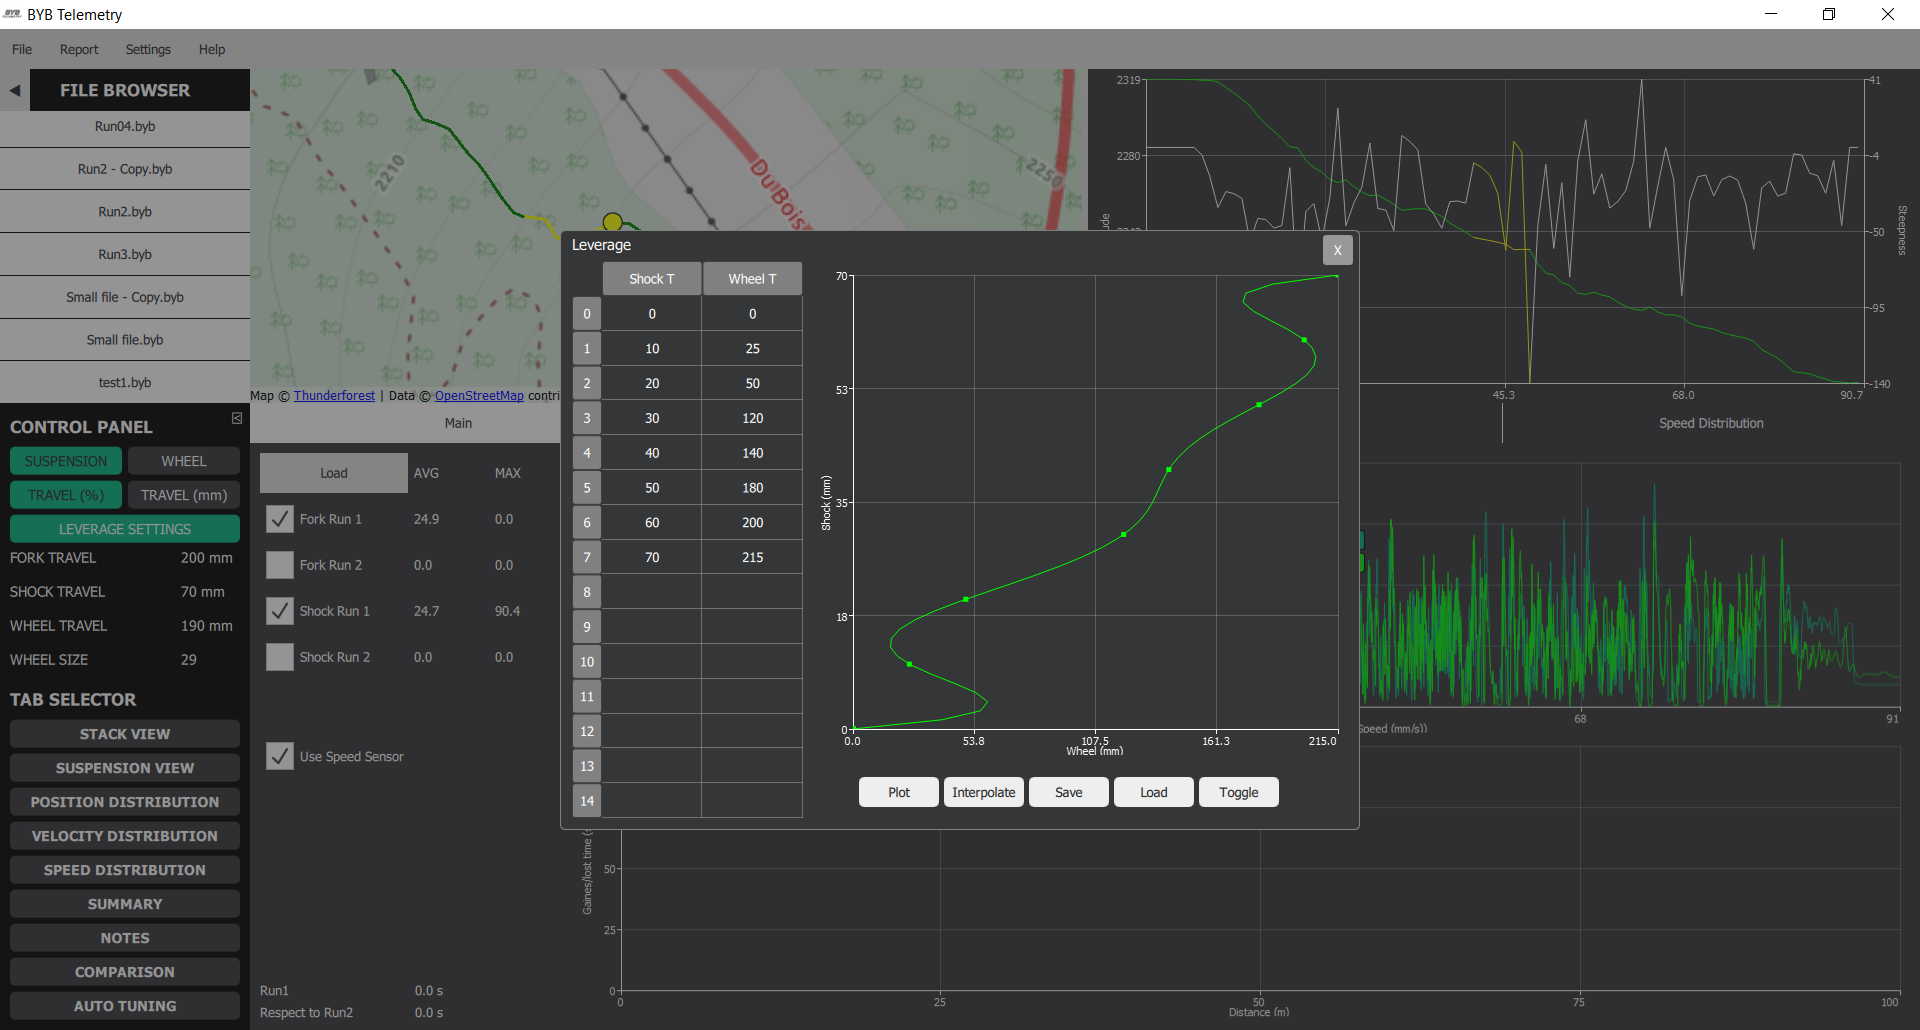 BYB Telemetry
File Report Settings Help
FILE BROWSER
Run04.byb
Run2 - Copy.byb
Run2.byb
Run3.byb
Small file - Copy.byb
Small file.byb
test1.byb
CONTROL PANEL
SUSPENSION WHEEL
TRAVEL (%) TRAVEL (mm)
LEVERAGE SETTINGS
FORK TRAVEL 200 mm
SHOCK TRAVEL 70 mm
WHEEL TRAVEL 190 mm
WHEEL SIZE 29
TAB SELECTOR
STACK VIEW
SUSPENSION VIEW
POSITION DISTRIBUTION
VELOCITY DISTRIBUTION
SPEED DISTRIBUTION
SUMMARY
NOTES
COMPARISON
AUTO TUNING
2210
Du Bois
2250
Map © Thunderforest | Data © OpenStreetMap contri
Main
Load AVG MAX
Fork Run 1 24.9 0.0
Fork Run 2 0.0 0.0
Shock Run 1 24.7 90.4
Shock Run 2 0.0 0.0
Use Speed Sensor
Run1 0.0 s
Respect to Run2 0.0 s
Leverage
X
Shock T Wheel T
0 0 0
1 10 25
2 20 50
3 30 120
4 40 140
5 50 180
6 60 200
7 70 215
8
9
10
11
12
13
14
70
53
35
18
0
Shock (mm)
0.0 53.8 107.5 161.3 215.0
Wheel (mm)
Plot Interpolate Save Load Toggle
2319 41
2280 -4
-50
-95
-140
ude
Steepness
45.3 68.0 90.7
Speed Distribution
68 91
Speed (mm/s))
Gaines/lost time (
50
25
0
0 25 50 75 100
Distance (m)